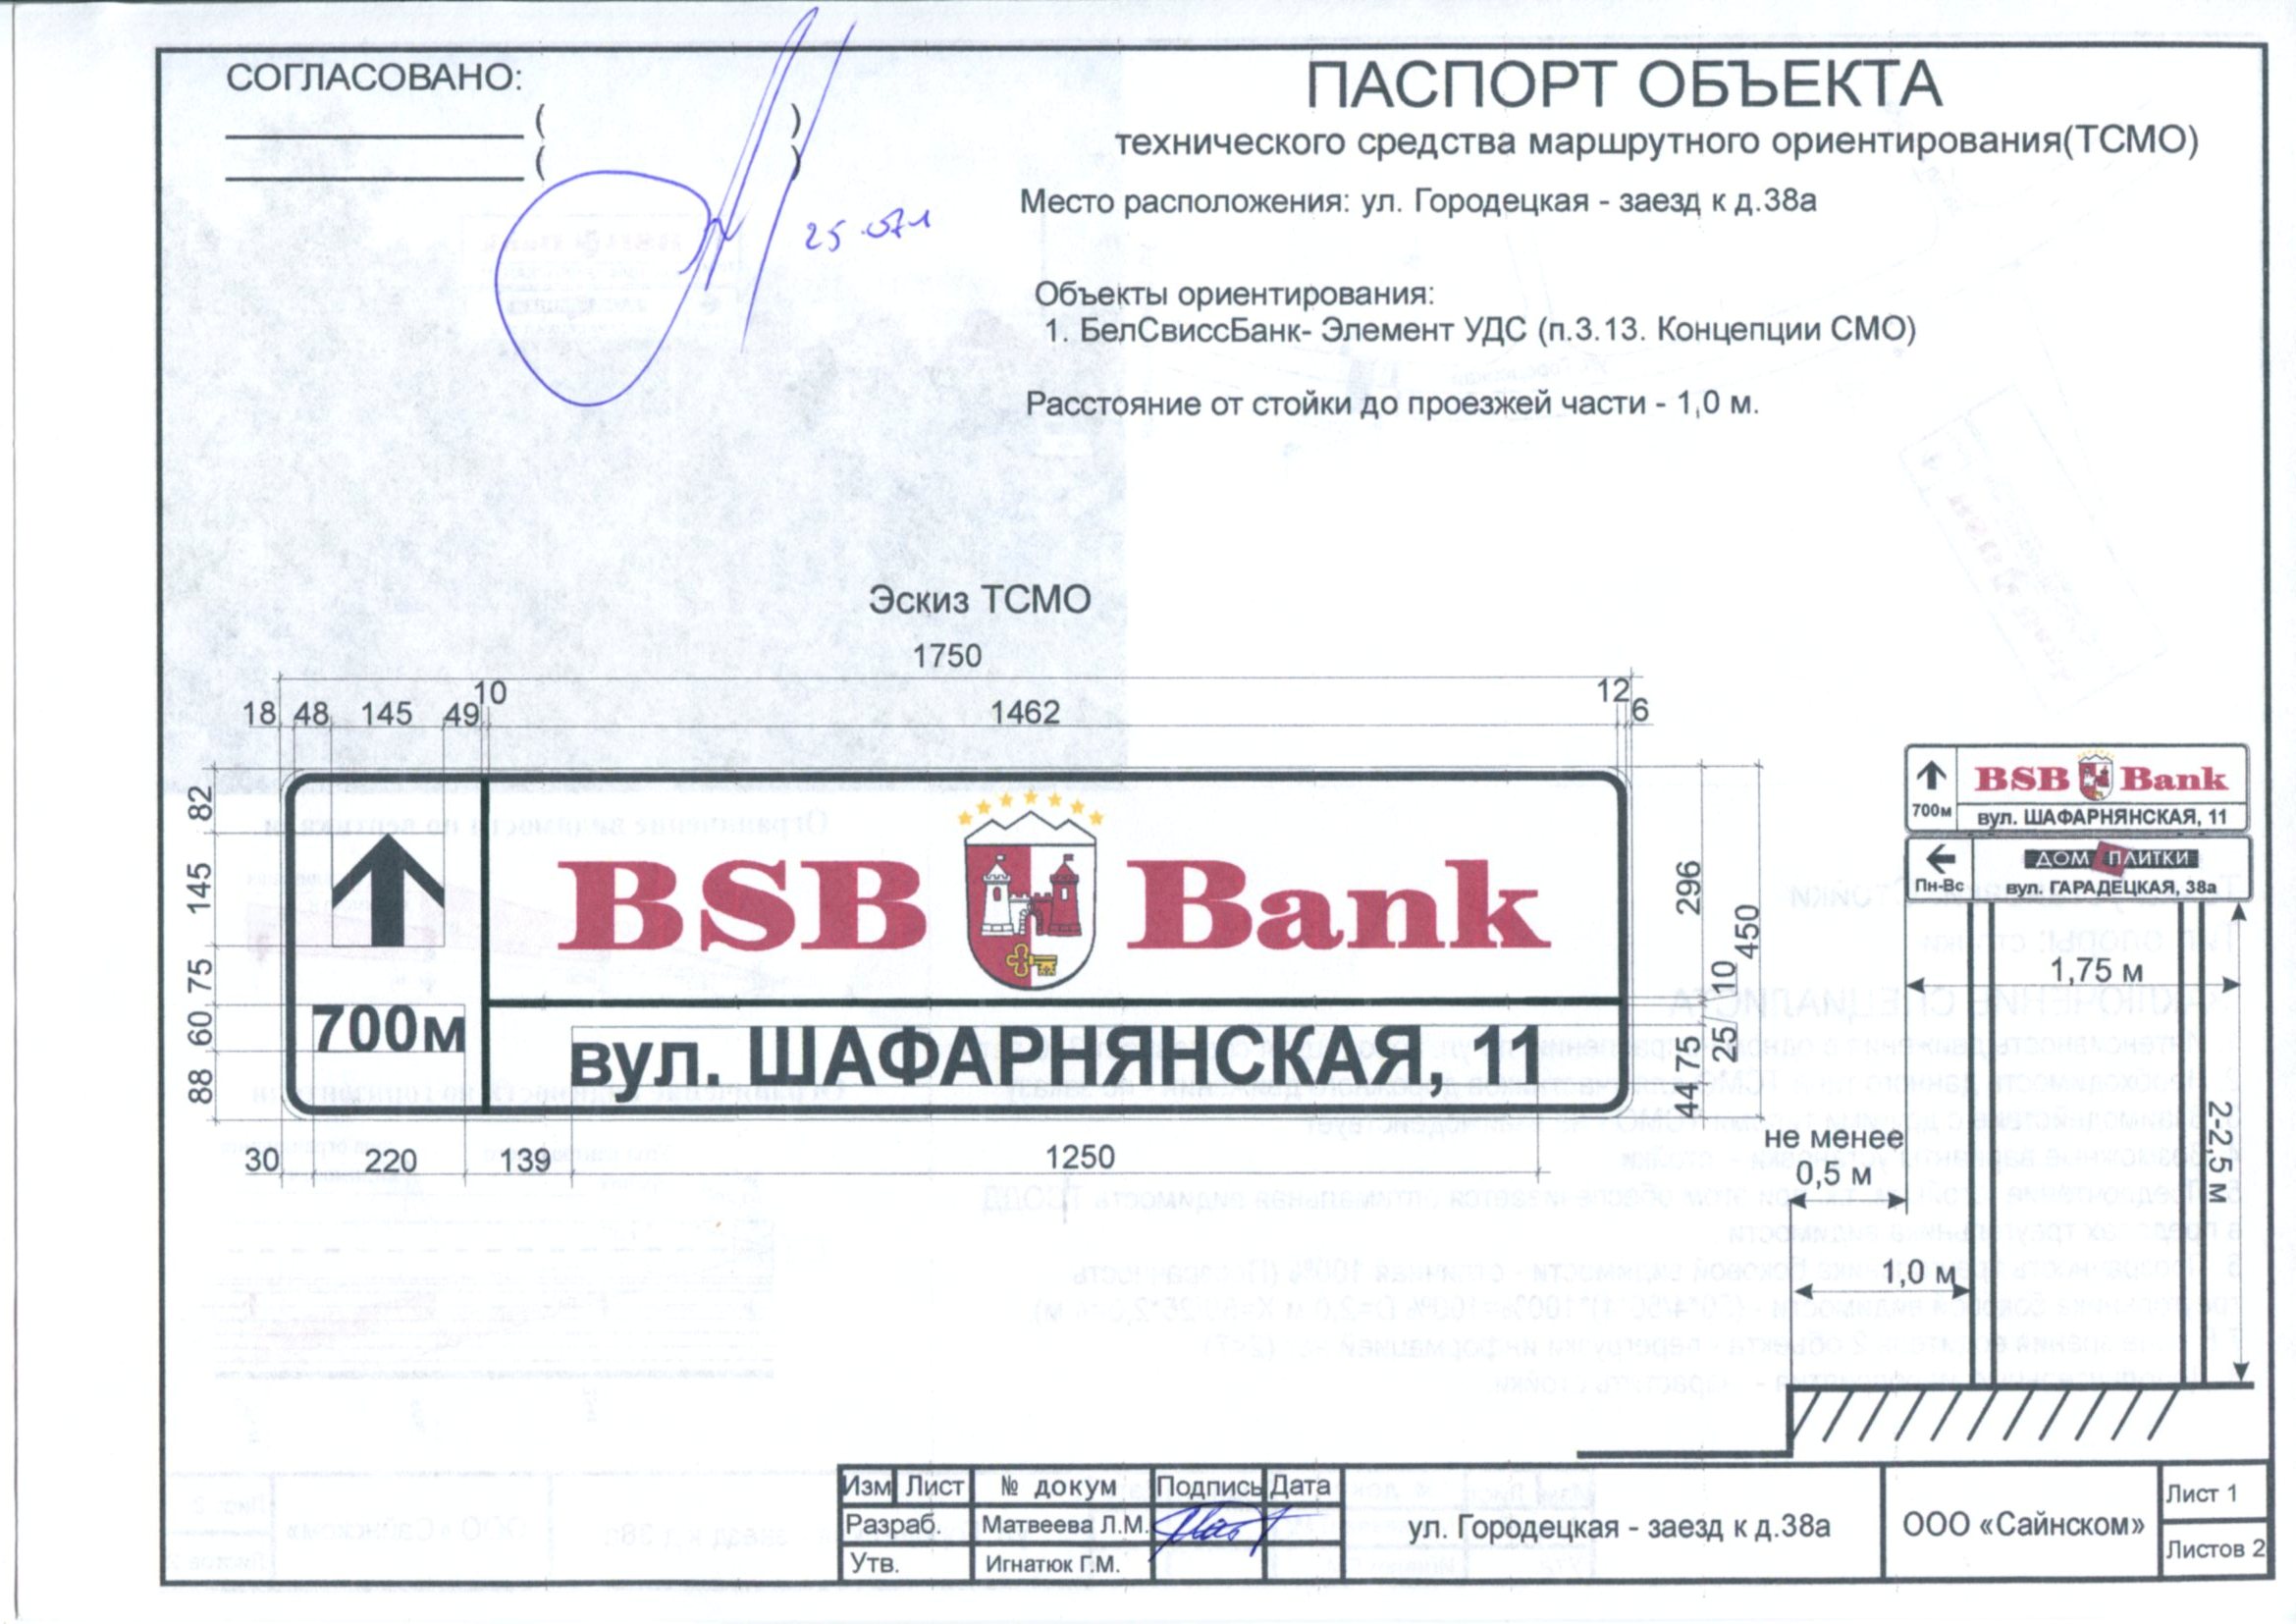 СОГЛАСОВАНО:
( )
( )
ПАСПОРТ ОБЪЕКТА
технического средства маршрутного ориентирования(ТСМО)
Место расположения: ул. Городецкая - заезд к д.38а
Объекты ориентирования:
1. БелСвиссБанк- Элемент УДС (п.3.13. Концепции СМО)
Расстояние от стойки до проезжей части - 1,0 м.
Эскиз ТСМО
1750
10
12
18 48 145 49 1462 6
82
145
75
60
88
BSB Bank
700м
вул. ШАФАРНЯНСКАЯ, 11
296
450
10
25
75
44
30 220 139 1250
BSB Bank
700м вул. ШАФАРНЯНСКАЯ, 11
ДОМ ПЛИТКИ
Пн-Вс вул. ГАРАДЕЦКАЯ, 38а
1,75 м
2-2,5 м
не менее
0,5 м
1,0 м
Изм Лист № докум Подпись Дата
Разраб. Матвеева Л.М.
Утв. Игнатюк Г.М.
ул. Городецкая - заезд к д.38а
ООО «Сайнском»
Лист 1
Листов 2